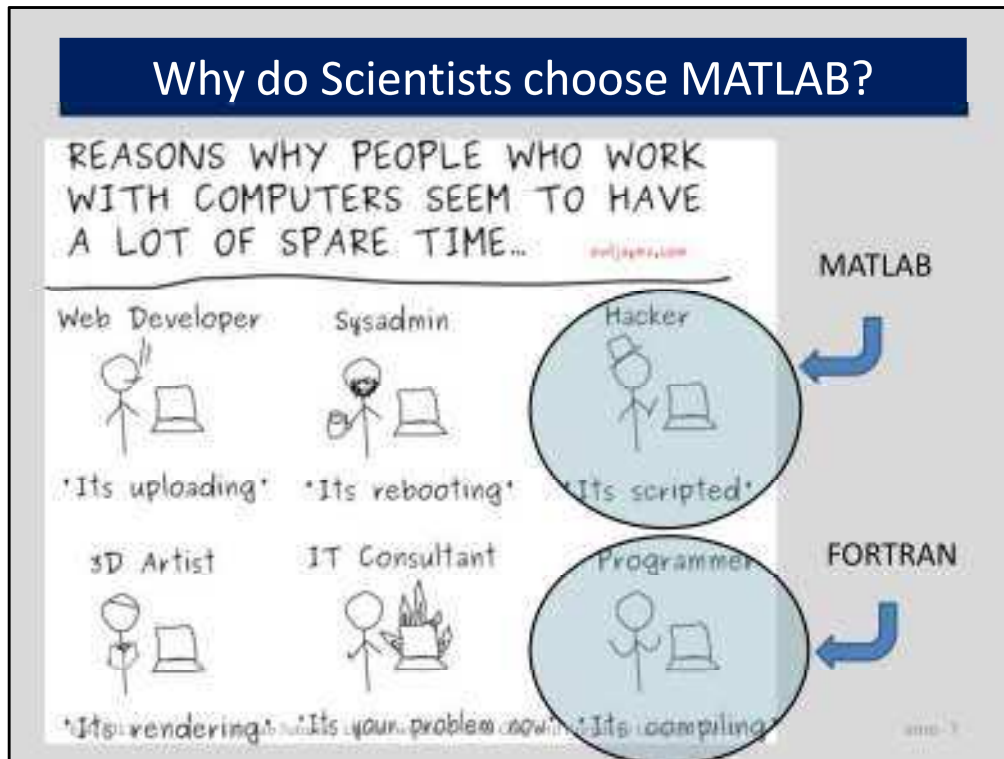 Why do Scientists choose MATLAB?
REASONS WHY PEOPLE WHO WORK
WITH COMPUTERS SEEM TO HAVE
A LOT OF SPARE TIME...
MATLAB
Web Developer
Sysadmin
Hacker
"Its uploading"
"Its rebooting"
"Its scripted"
3D Artist
IT Consultant
Programmer
FORTRAN
"Its rendering"
"Its your problem now"
"Its compiling"